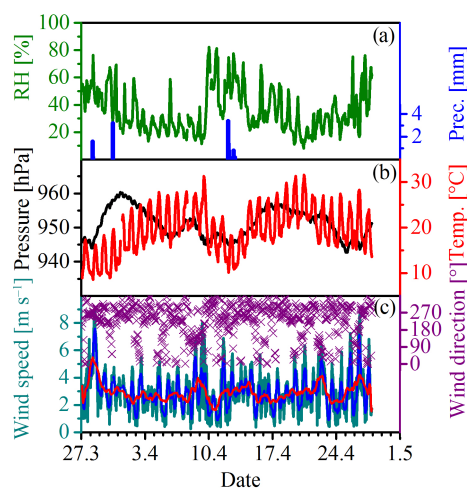 (a)
RH [%]
100
80
60
40
20
Prec. [mm]
4
2
(b)
Pressure [hPa]
960
950
940
Temp. [°C]
30
20
10
(c)
Wind speed [m s⁻¹]
8
6
4
2
0
Wind direction [°]
270
180
90
0
27.3 3.4 10.4 17.4 24.4 1.5
Date